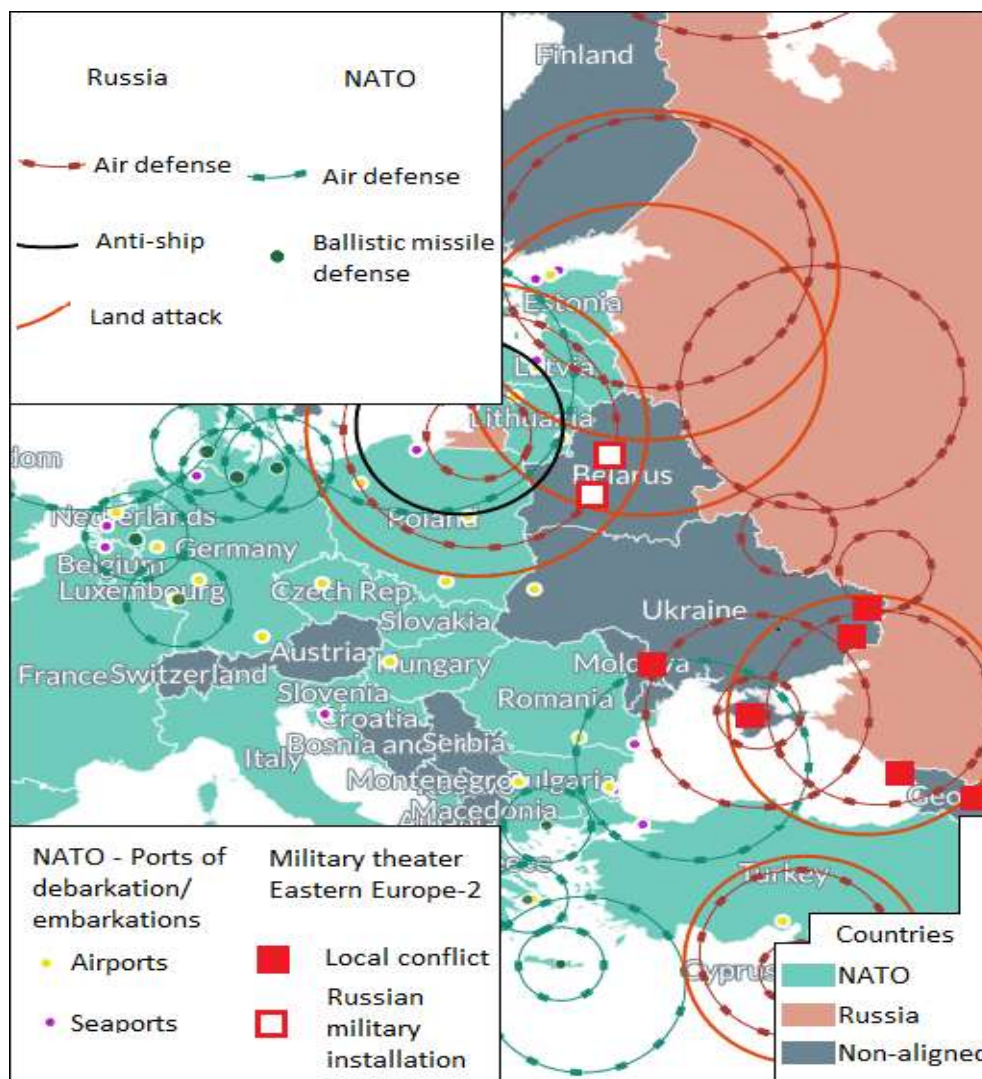 Russia
NATO
Air defense
Air defense
Anti-ship
Ballistic missile
defense
Land attack
Finland
Estonia
Latvia
Lithuania
dom
Belarus
Netherlands
Poland
Belgium
Germany
Luxembourg
Czech Rep.
Ukraine
Slovakia
Austria
Moldova
France
Switzerland
Hungary
Slovenia
Romania
Croatia
Bosnia and
Serbia
Italy
Montenegro
Bulgaria
Macedonia
Geo
ece
Turkey
Cyprus
NATO - Ports of
debarkation/
embarkations
Airports
Seaports
Military theater
Eastern Europe-2
Local conflict
Russian
military
installation
Countries
NATO
Russia
Non-aligned